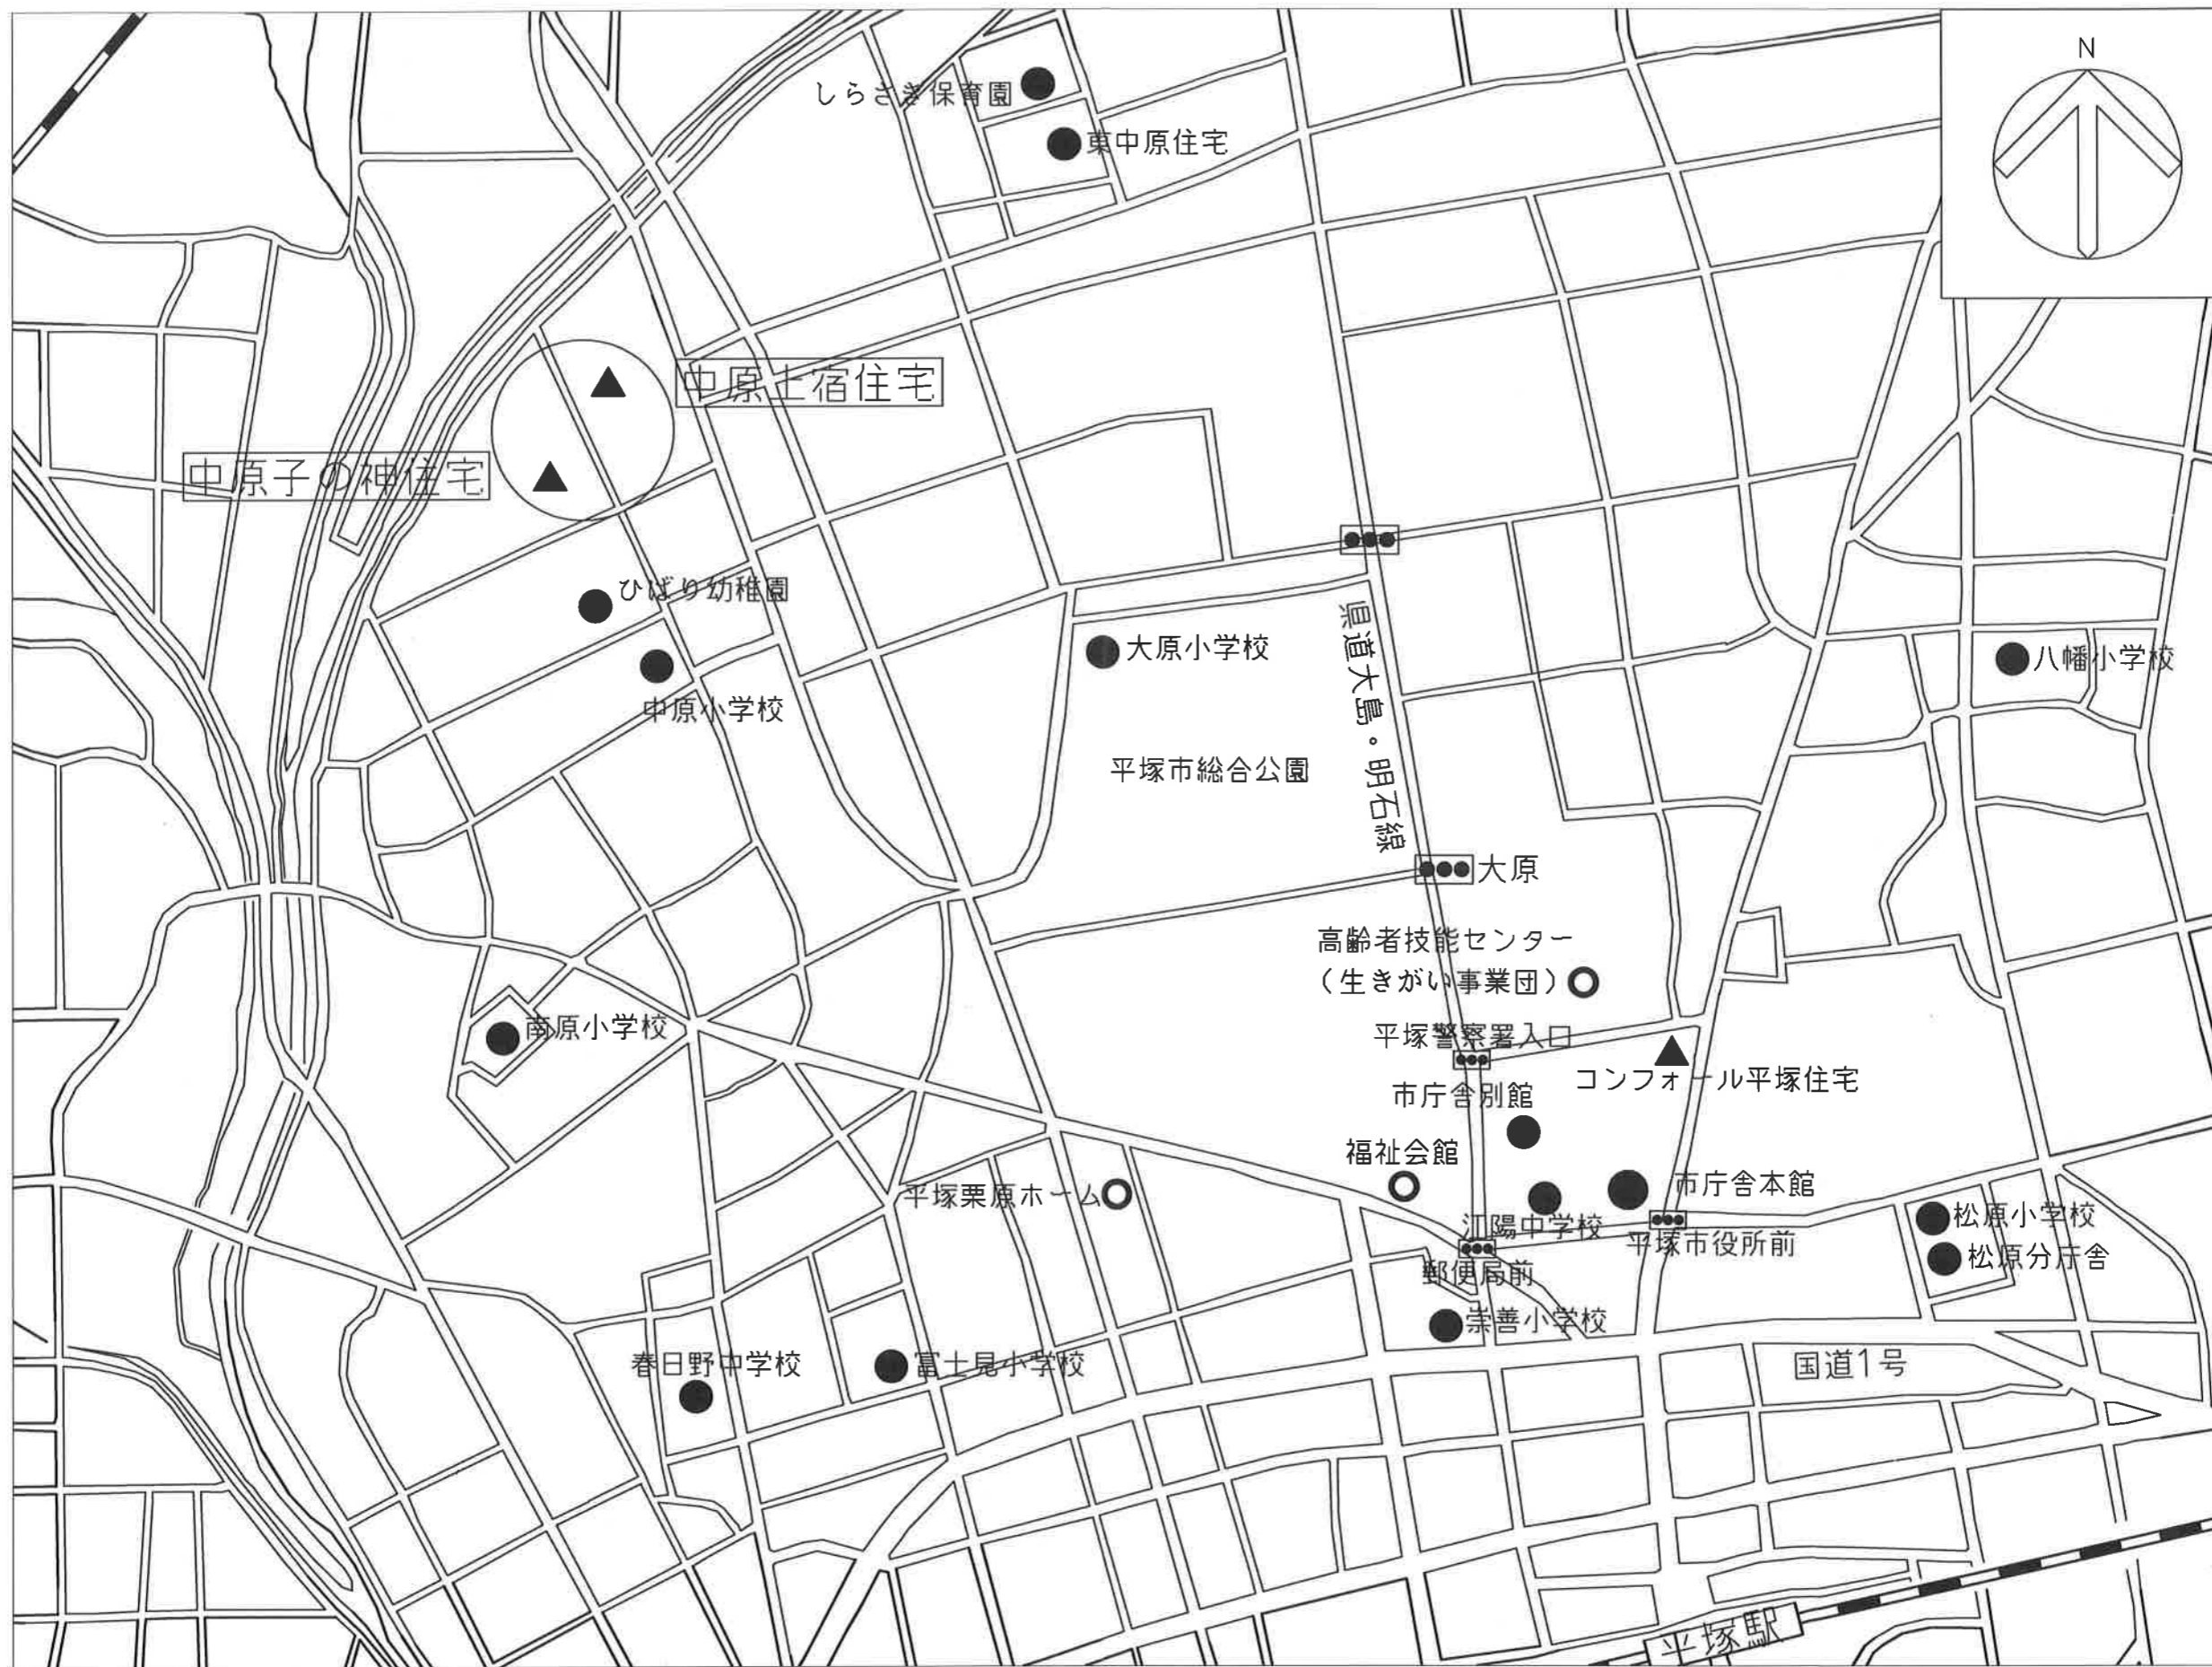 N
しらさぎ保育園
東中原住宅
中原上宿住宅
中原子の神住宅
ひばり幼稚園
中原小学校
大原小学校
県道大島・明石線
八幡小学校
平塚市総合公園
大原
高齢者技能センター
(生きがい事業団)
南原小学校
平塚警察署入口
コンフォール平塚住宅
市庁舎別館
福祉会館
平塚栗原ホーム
市庁舎本館
江陽中学校
平塚市役所前
松原小学校
松原分庁舎
郵便局前
崇善小学校
春日野中学校
富士見小学校
国道1号
平塚駅